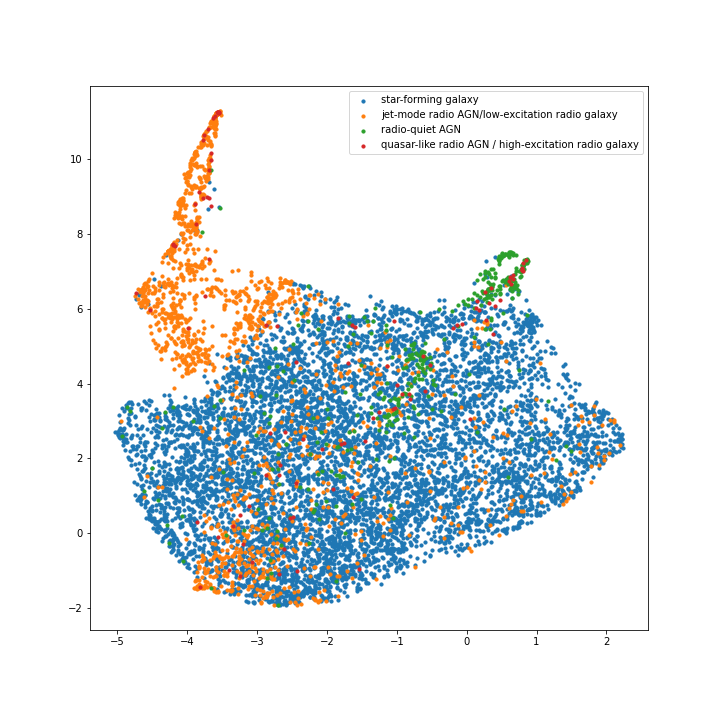 star-forming galaxy
jet-mode radio AGN/low-excitation radio galaxy
radio-quiet AGN
quasar-like radio AGN / high-excitation radio galaxy
10
8
6
4
2
0
−2
−5 −4 −3 −2 −1 0 1 2